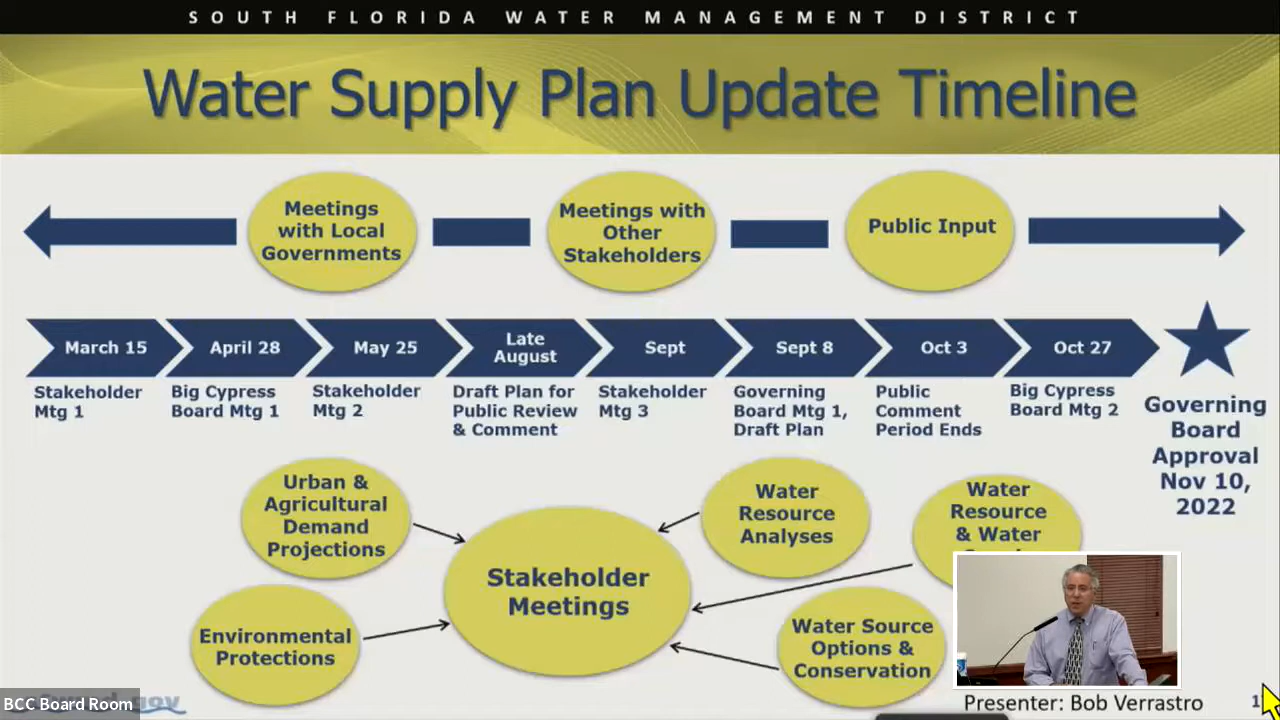 SOUTH FLORIDA WATER MANAGEMENT DISTRICT
Water Supply Plan Update Timeline
Meetings
with Local
Governments
Meetings with
Other
Stakeholders
Public Input
March 15
April 28
May 25
Late
August
Sept
Sept 8
Oct 3
Oct 27
Stakeholder
Mtg 1
Big Cypress
Board Mtg 1
Stakeholder
Mtg 2
Draft Plan for
Public Review
& Comment
Stakeholder
Mtg 3
Governing
Board Mtg 1,
Draft Plan
Public
Comment
Period Ends
Big Cypress
Board Mtg 2
Governing
Board
Approval
Nov 10,
2022
Urban &
Agricultural
Demand
Projections
Environmental
Protections
Stakeholder
Meetings
Water
Resource
Analyses
Water
Resource
& Water
Water Source
Options &
Conservation
BCC Board Room
Presenter: Bob Verrastro